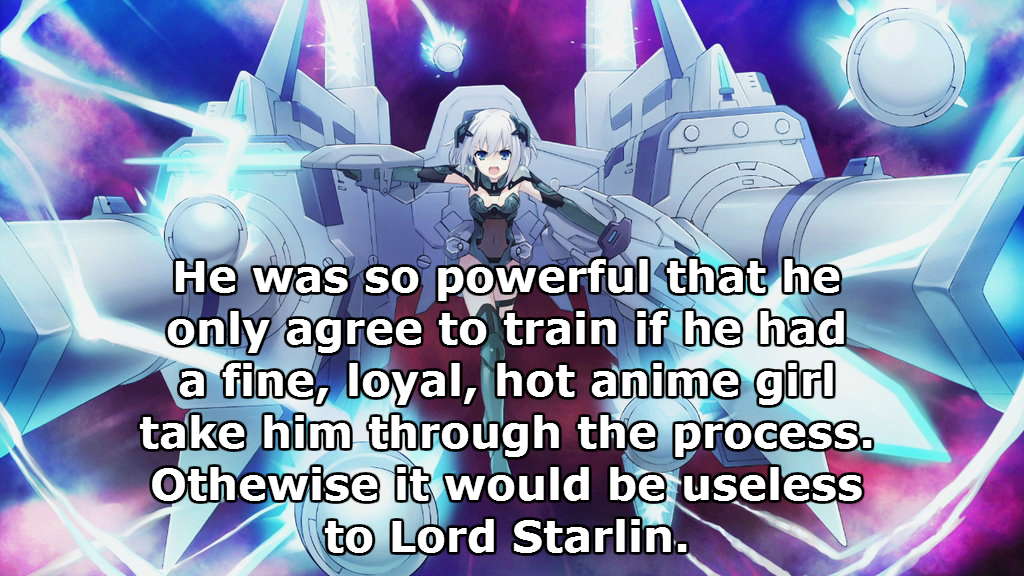 He was so powerful that he
only agree to train if he had
a fine, loyal, hot anime girl
take him through the process.
Othewise it would be useless
to Lord Starlin.